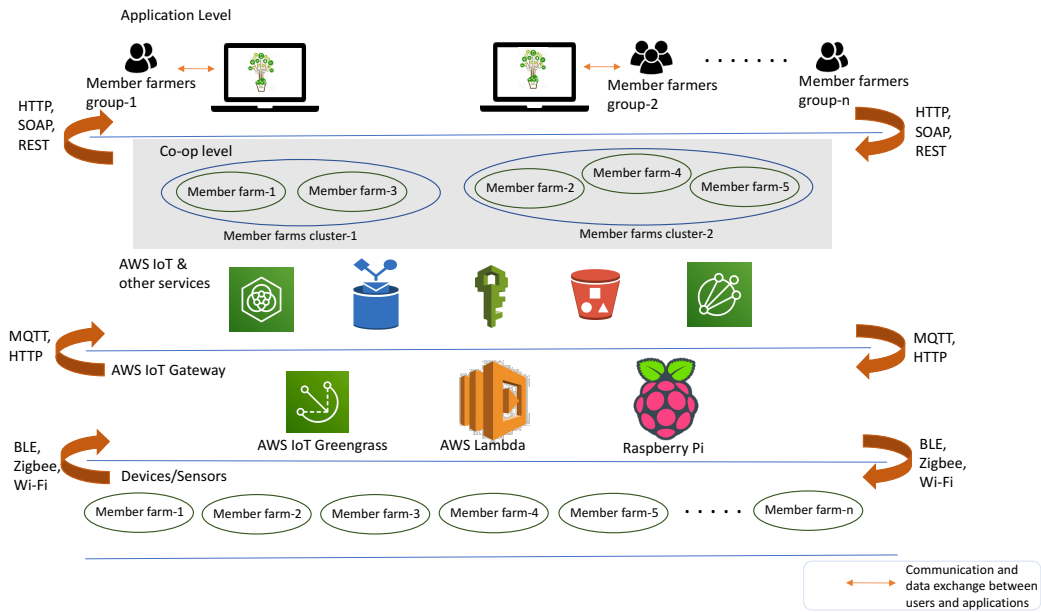 Application Level
Member farmers
group-1
Member farmers
group-2
Member farmers
group-n
HTTP,
SOAP,
REST
HTTP,
SOAP,
REST
Co-op level
Member farm-1
Member farm-3
Member farms cluster-1
Member farm-2
Member farm-4
Member farm-5
Member farms cluster-2
AWS IoT &
other services
MQTT,
HTTP
MQTT,
HTTP
AWS IoT Gateway
AWS IoT Greengrass
AWS Lambda
Raspberry Pi
BLE,
Zigbee,
Wi-Fi
BLE,
Zigbee,
Wi-Fi
Devices/Sensors
Member farm-1
Member farm-2
Member farm-3
Member farm-4
Member farm-5
Member farm-n
Communication and
data exchange between
users and applications